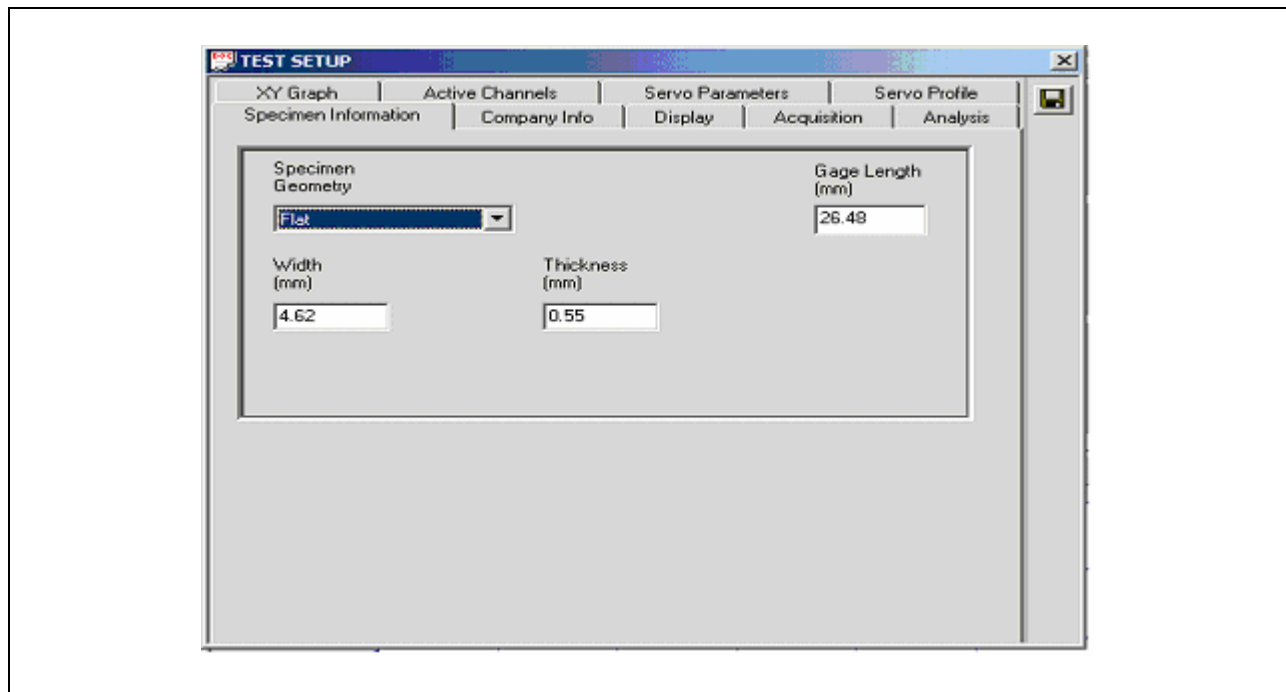 TEST SETUP
XY Graph Active Channels Servo Parameters Servo Profile
Specimen Information Company Info Display Acquisition Analysis
Specimen
Geometry
Gage Length
(mm)
Flat
26.48
Width
(mm)
Thickness
(mm)
4.62
0.55